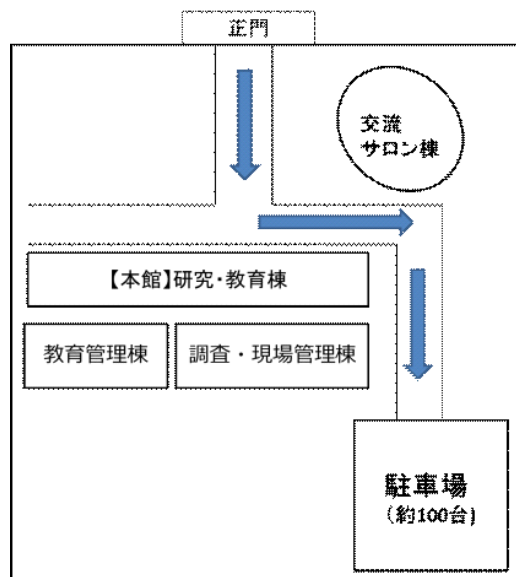 正門
交流
サロン棟
【本館】研究・教育棟
教育管理棟
調査・現場管理棟
駐車場
(約100台)